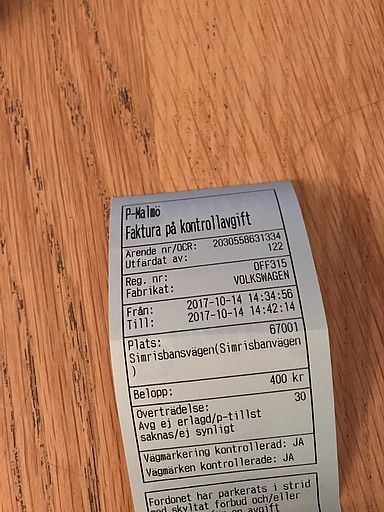 P-Malmö
Faktura på kontrollavgift
Ärende nr/OCR: 2030558631334
Utfärdat av: 122
Reg. nr: OFF315
Fabrikat: VOLKSWAGEN
Från: 2017-10-14 14:34:56
Till: 2017-10-14 14:42:14
Plats: 67001
Simrisbansvägen(Simrisbanvägen
)
Belopp: 400 kr
Överträdelse: 30
Avg ej erlagd/p-tillst
saknas/ej synligt
Vägmarkering kontrollerad: JA
Vägmärken kontrollerade: JA
Fordonet har parkerats i strid
med skyltat förbud och/eller
avgift